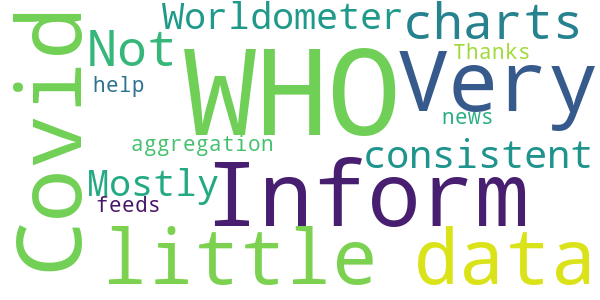 Covid
Worldometer
charts
Not
WHO
Very
Thanks
help
news
aggregation
consistent
Mostly
Inform
feeds
little
data